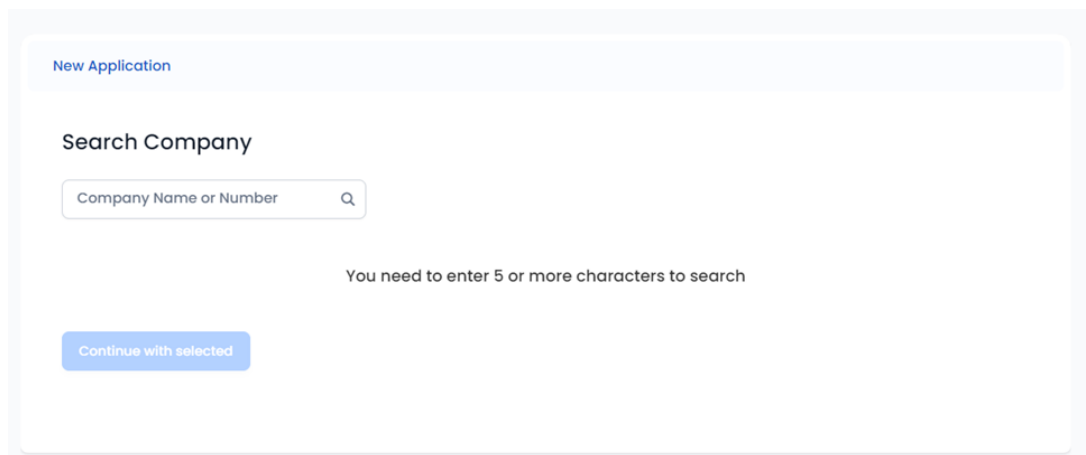 New Application
Search Company
Company Name or Number
You need to enter 5 or more characters to search
Continue with selected